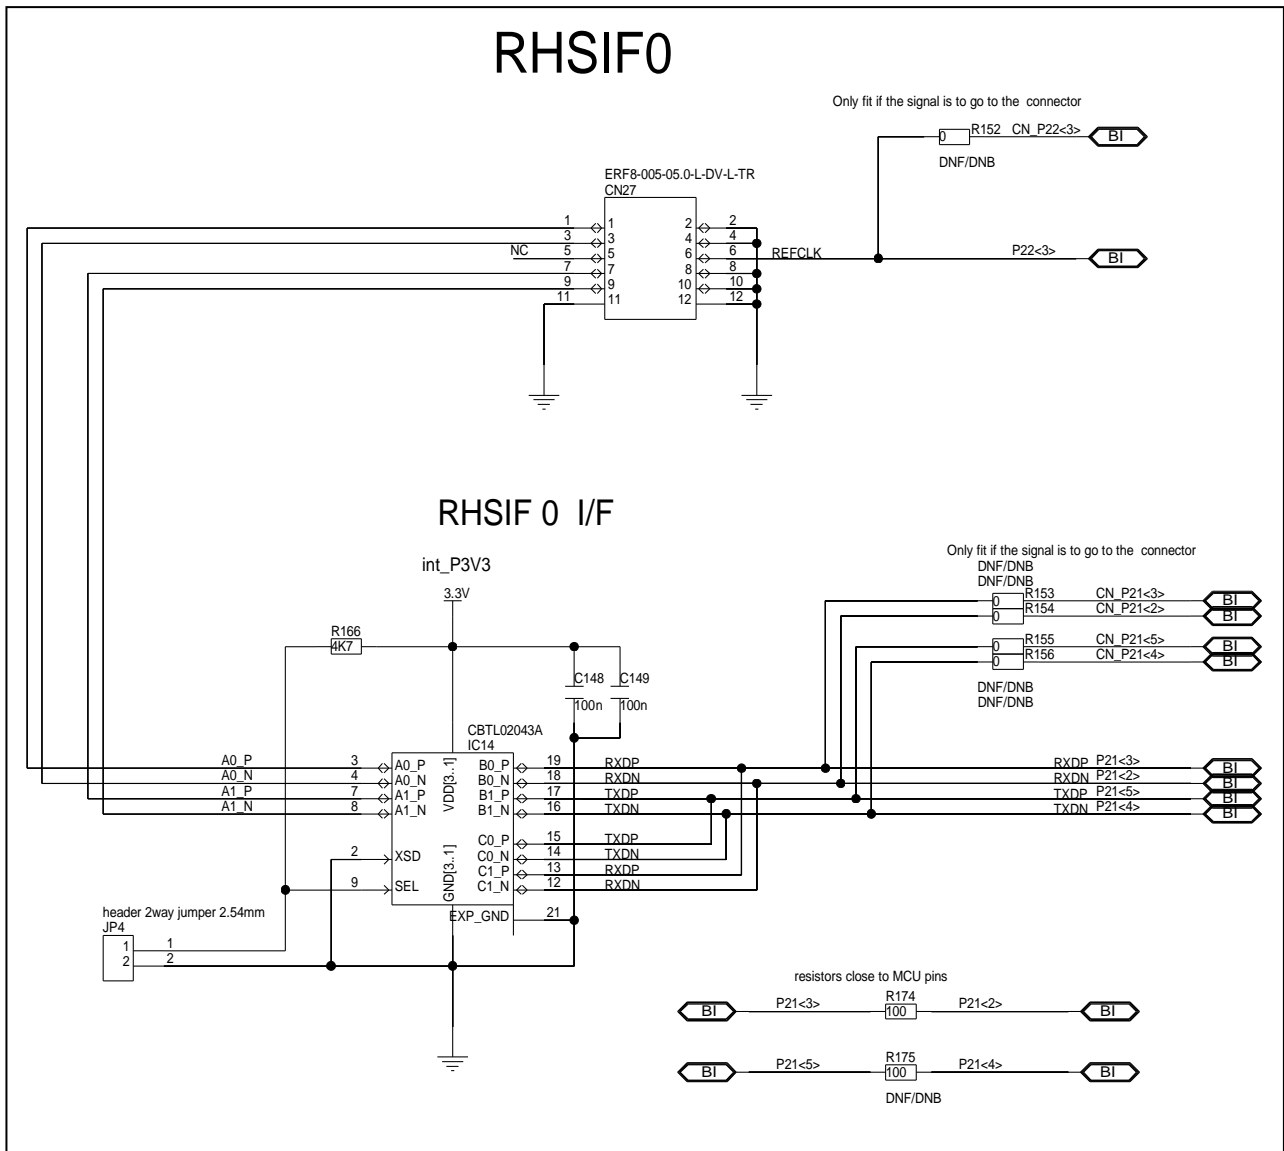 RHSIF0
Only fit if the signal is to go to the connector
0 R152 CN_P22<3> BI
DNF/DNB
ERF8-005-05.0-L-DV-L-TR
CN27
1 1 2 2
3 3 4 4
NC 5 5 6 6 REFCLK P22<3> BI
7 7 8 8
9 9 10 10
11 11 12 12
RHSIF 0 I/F
int_P3V3
3.3V
Only fit if the signal is to go to the connector
DNF/DNB
DNF/DNB
0 R153 CN_P21<3> BI
0 R154 CN_P21<2> BI
0 R155 CN_P21<5> BI
0 R156 CN_P21<4> BI
DNF/DNB
DNF/DNB
R166
4K7
C148 C149
100n 100n
CBTL02043A
IC14
A0_P 3 A0_P B0_P 19 RXDP RXDP P21<3> BI
A0_N 4 A0_N B0_N 18 RXDN RXDN P21<2> BI
A1_P 7 A1_P B1_P 17 TXDP TXDP P21<5> BI
A1_N 8 A1_N B1_N 16 TXDN TXDN P21<4> BI
VDD[3..1]
C0_P 15 TXDP
2 XSD C0_N 14 TXDN
C1_P 13 RXDP
9 SEL C1_N 12 RXDN
GND[3..1]
EXP_GND 21
header 2way jumper 2.54mm
JP4
1 1
2 2
resistors close to MCU pins
BI P21<3> R174 P21<2> BI
100
BI P21<5> R175 P21<4> BI
100
DNF/DNB